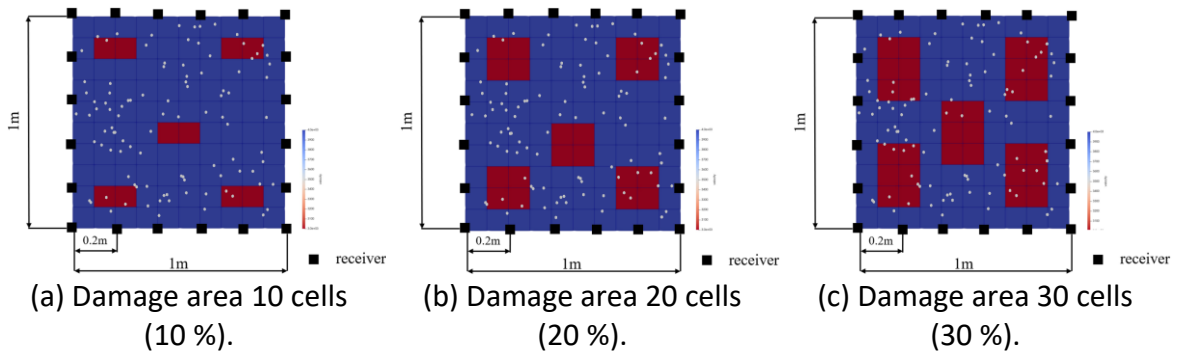 1m
0.2m
1m
receiver
(a) Damage area 10 cells
(10 %).
1m
0.2m
1m
receiver
(b) Damage area 20 cells
(20 %).
1m
0.2m
1m
receiver
(c) Damage area 30 cells
(30 %).